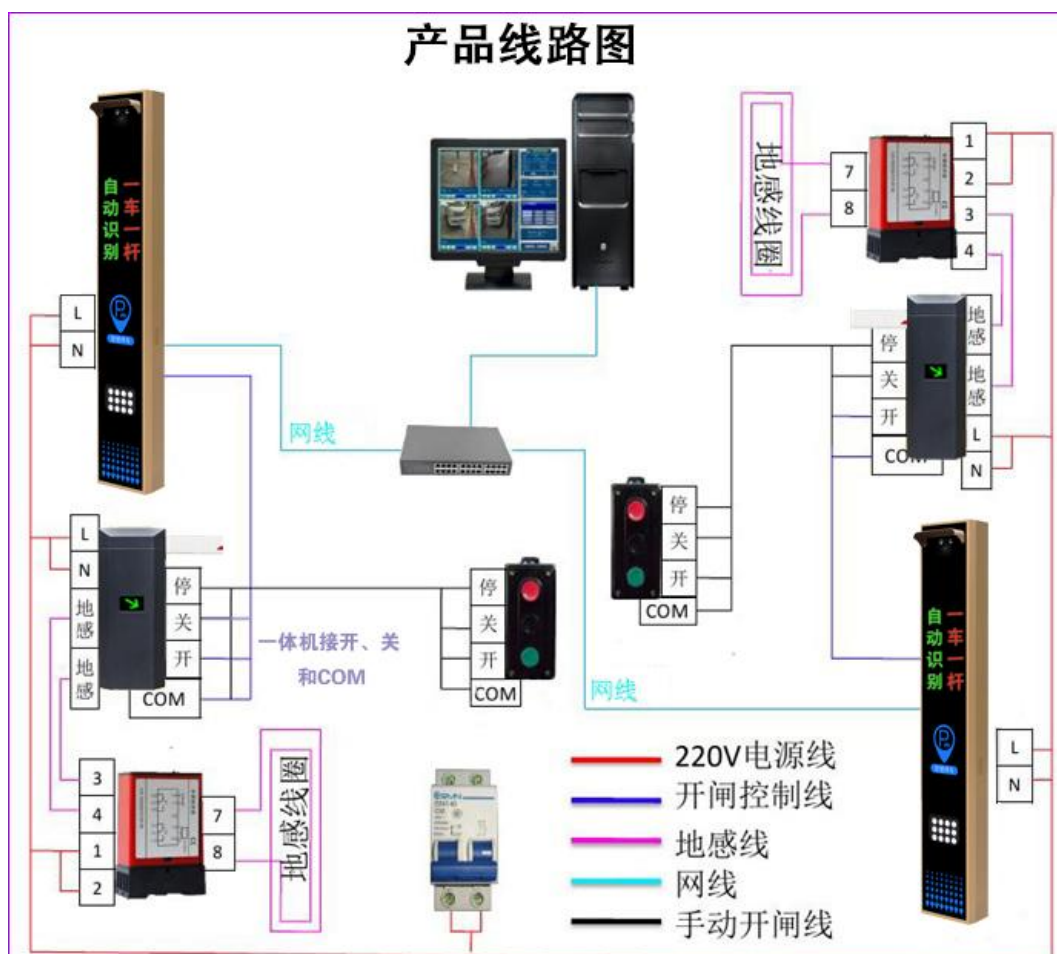 产品线路图
自动识别
一车一杆
L
N
地感线圈
7
8
1
2
3
4
地感
地感
L
N
停
关
开
COM
网线
停
关
开
COM
L
N
地感
地感
停
关
开
COM
停
关
开
COM
一体机接开、关
和COM
自动识别
一车一杆
L
N
网线
3
4
1
2
7
8
地感线圈
220V电源线
开闸控制线
地感线
网线
手动开闸线